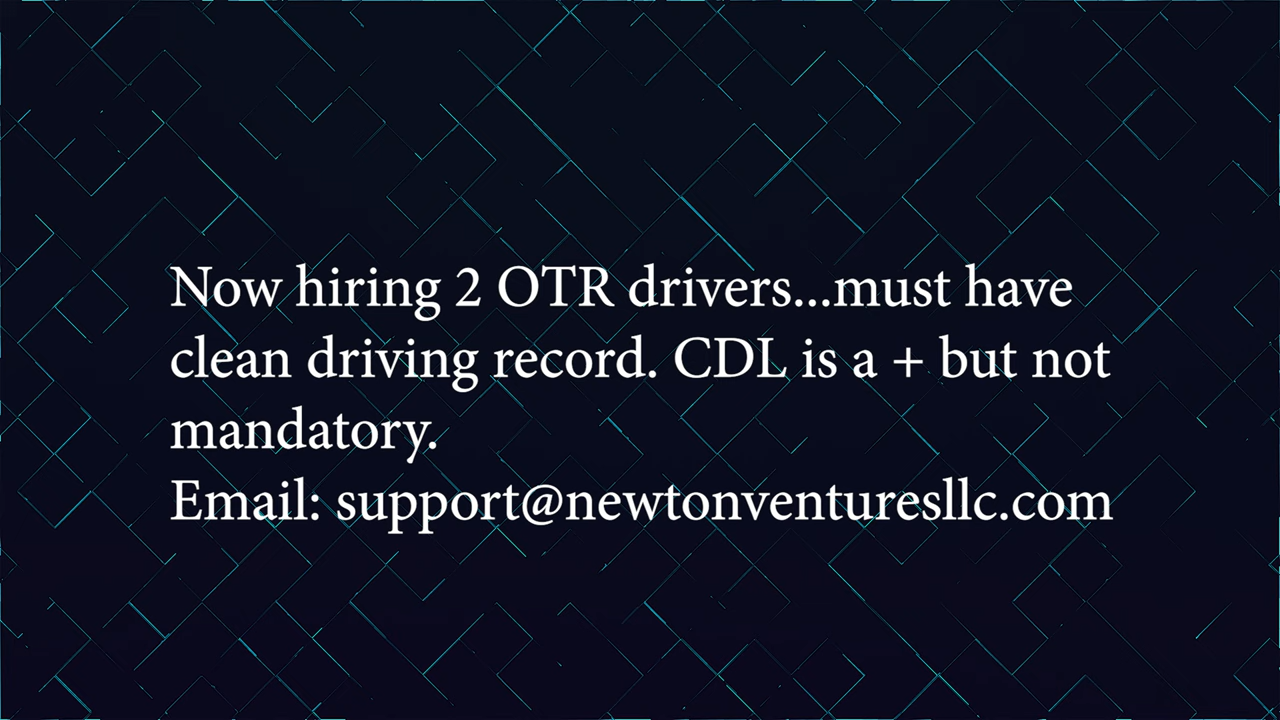 Now hiring 2 OTR drivers...must have
clean driving record. CDL is a + but not
mandatory.
Email: support@newtonventuresllc.com